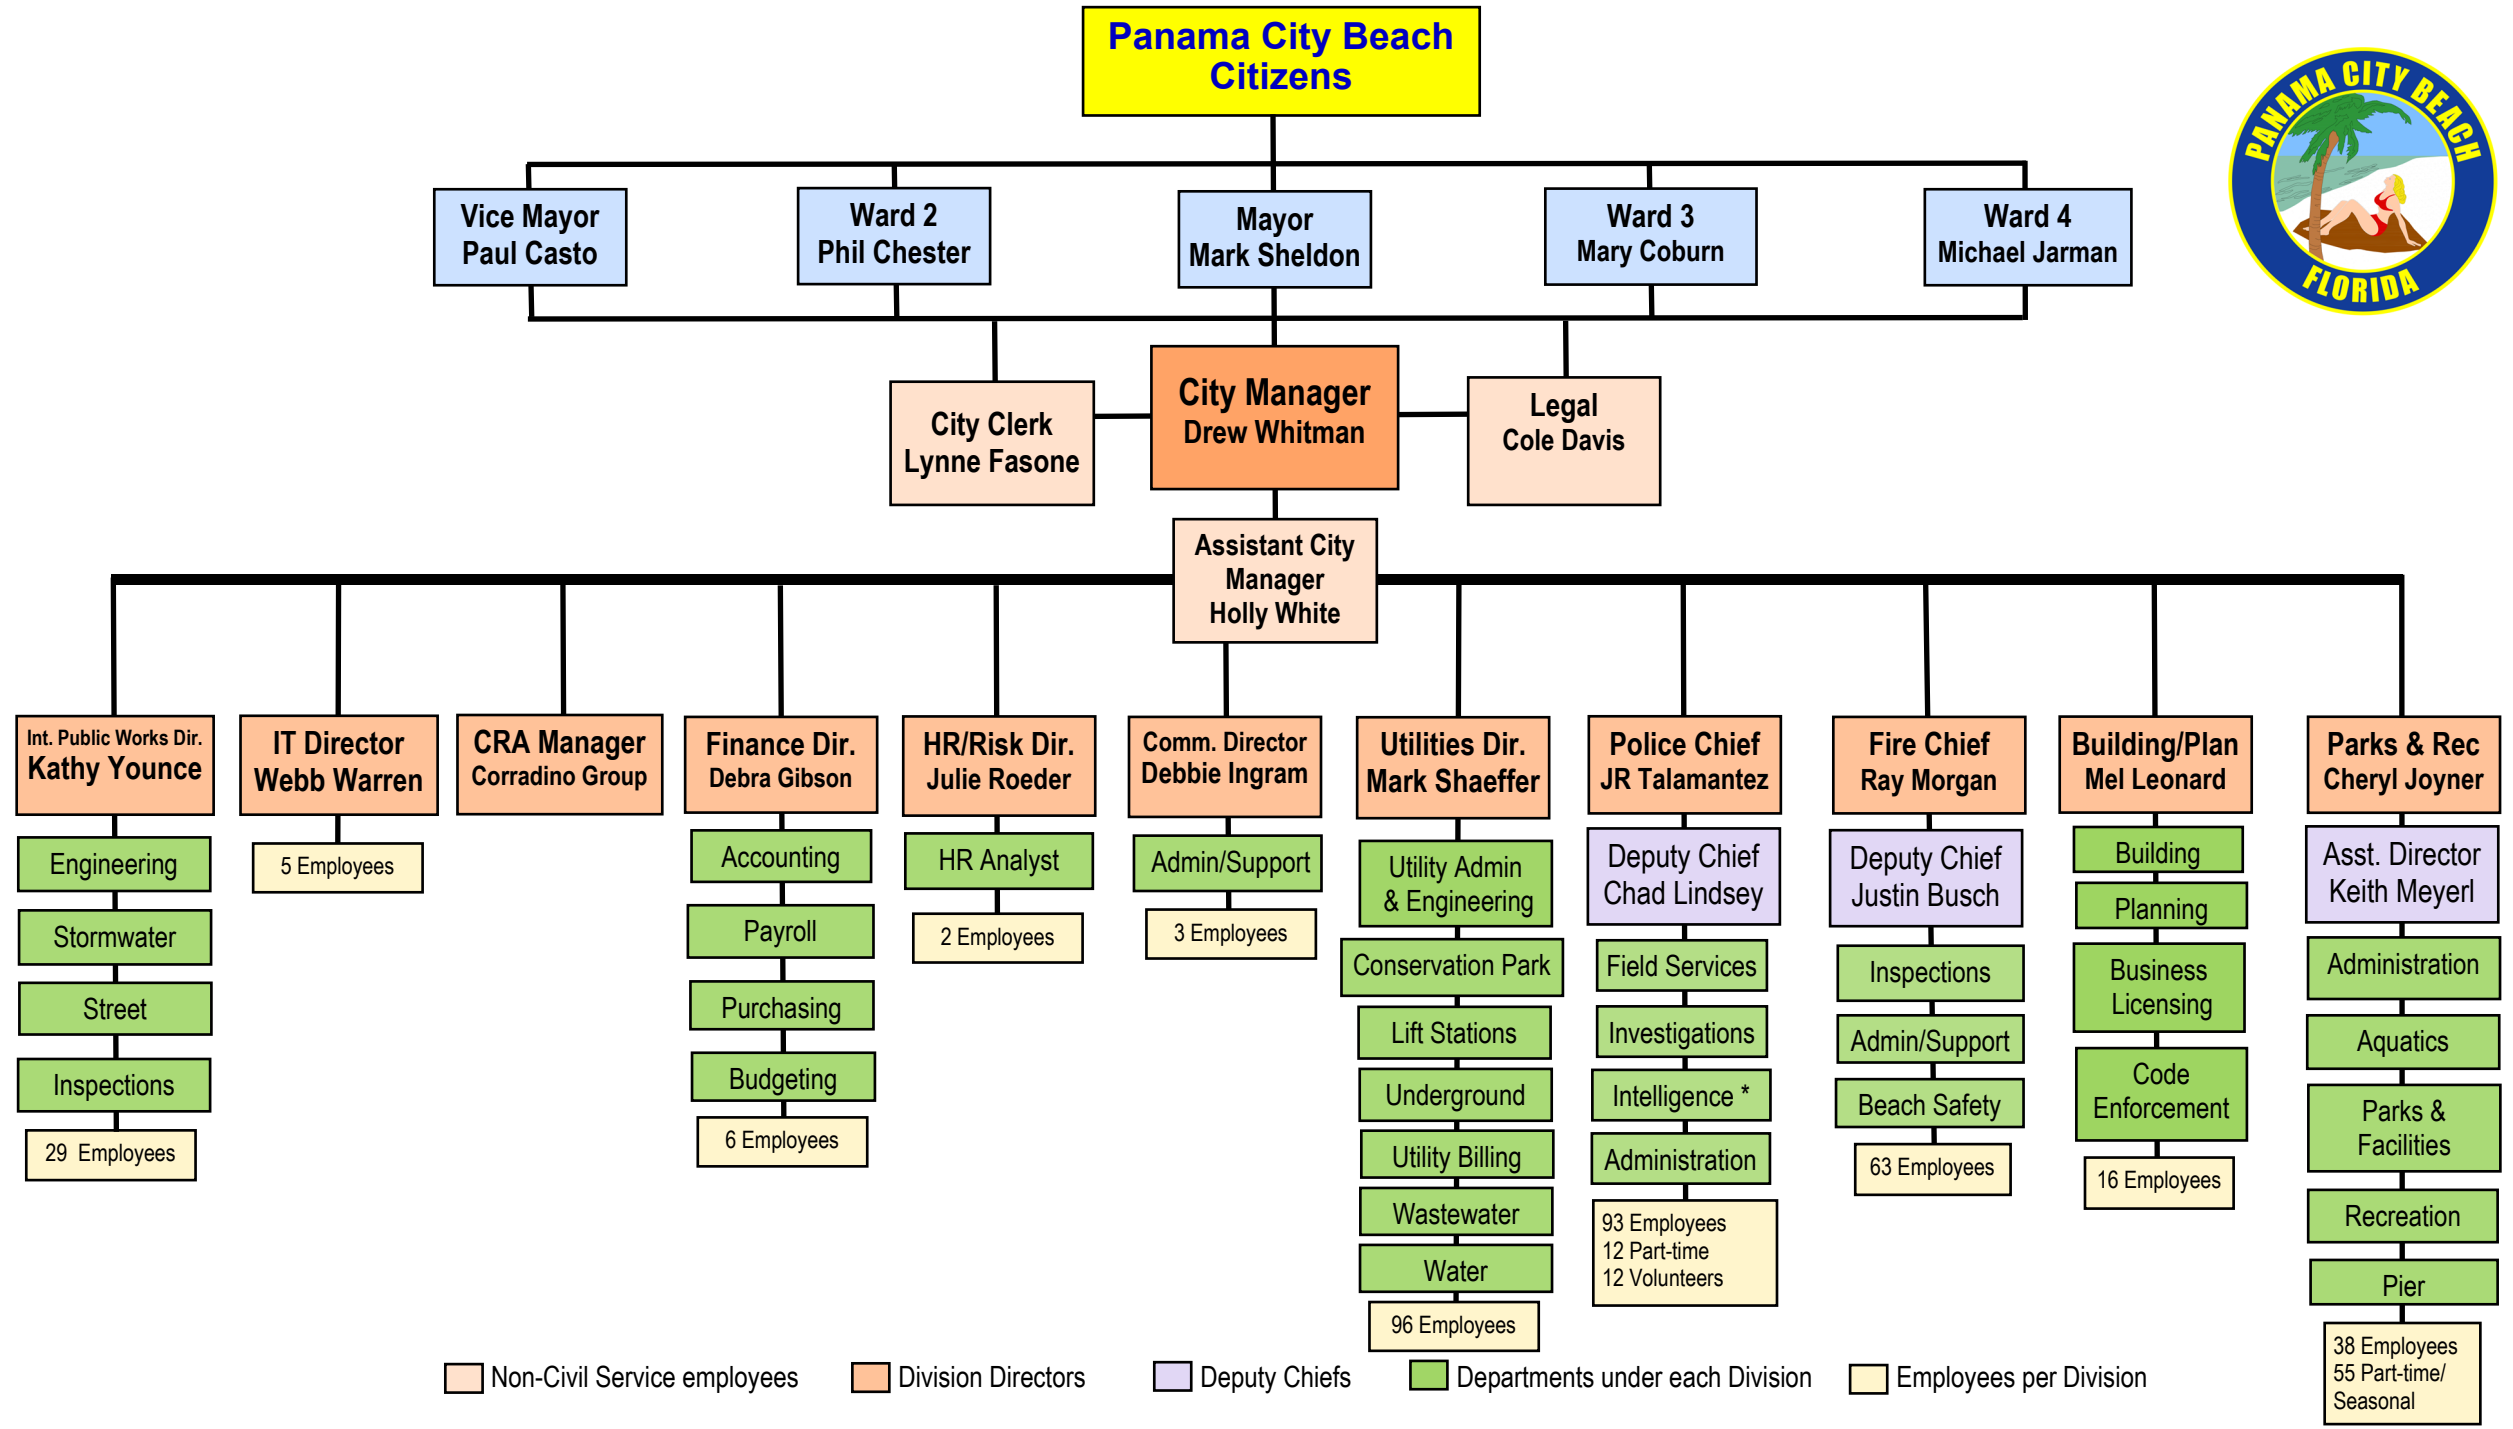 Panama City Beach
Citizens
PANAMA CITY BEACH
FLORIDA
Vice Mayor
Paul Casto
Ward 2
Phil Chester
Mayor
Mark Sheldon
Ward 3
Mary Coburn
Ward 4
Michael Jarman
City Clerk
Lynne Fasone
City Manager
Drew Whitman
Legal
Cole Davis
Assistant City
Manager
Holly White
Int. Public Works Dir.
Kathy Younce
Engineering
Stormwater
Street
Inspections
29 Employees
IT Director
Webb Warren
5 Employees
CRA Manager
Corradino Group
Finance Dir.
Debra Gibson
Accounting
Payroll
Purchasing
Budgeting
6 Employees
HR/Risk Dir.
Julie Roeder
HR Analyst
2 Employees
Comm. Director
Debbie Ingram
Admin/Support
3 Employees
Utilities Dir.
Mark Shaeffer
Utility Admin
& Engineering
Conservation Park
Lift Stations
Underground
Utility Billing
Wastewater
Water
96 Employees
Police Chief
JR Talamantez
Deputy Chief
Chad Lindsey
Field Services
Investigations
Intelligence *
Administration
93 Employees
12 Part-time
12 Volunteers
Fire Chief
Ray Morgan
Deputy Chief
Justin Busch
Inspections
Admin/Support
Beach Safety
63 Employees
Building/Plan
Mel Leonard
Building
Planning
Business
Licensing
Code
Enforcement
16 Employees
Parks & Rec
Cheryl Joyner
Asst. Director
Keith Meyerl
Administration
Aquatics
Parks &
Facilities
Recreation
Pier
38 Employees
55 Part-time/
Seasonal
Non-Civil Service employees
Division Directors
Deputy Chiefs
Departments under each Division
Employees per Division